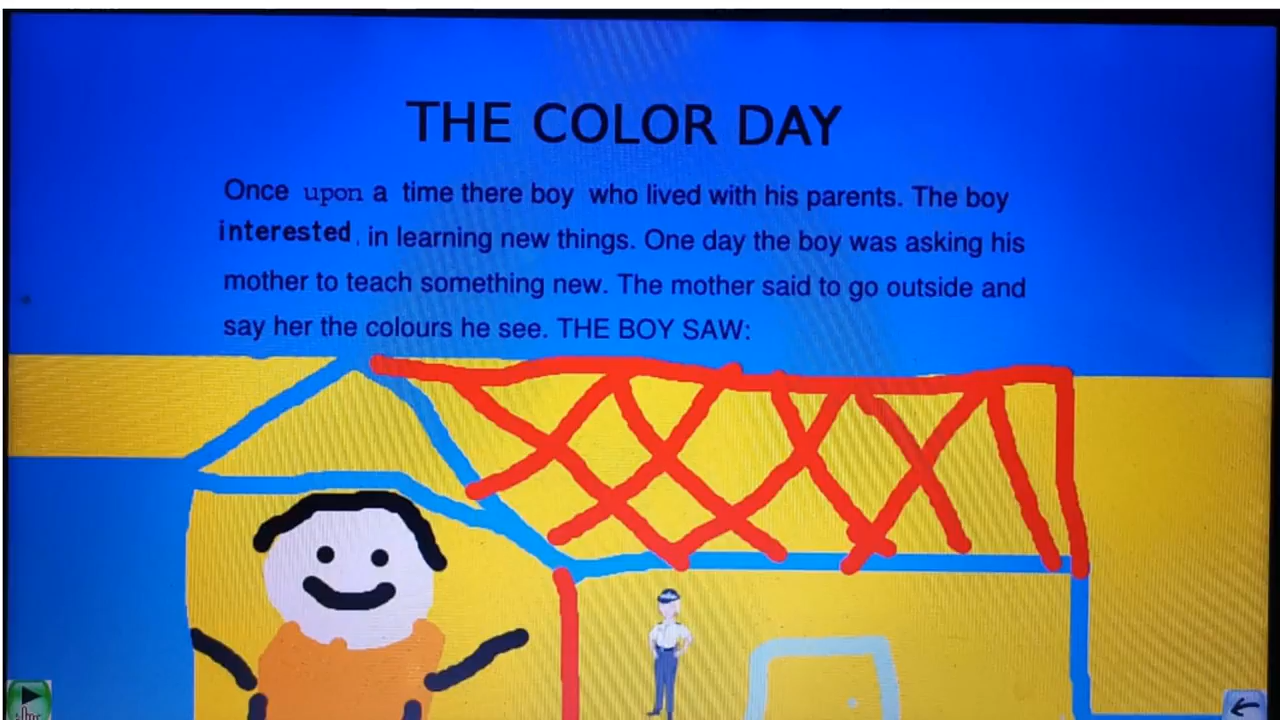 THE COLOR DAY
Once upon a time there boy who lived with his parents. The boy
interested, in learning new things. One day the boy was asking his
mother to teach something new. The mother said to go outside and
say her the colours he see. THE BOY SAW: